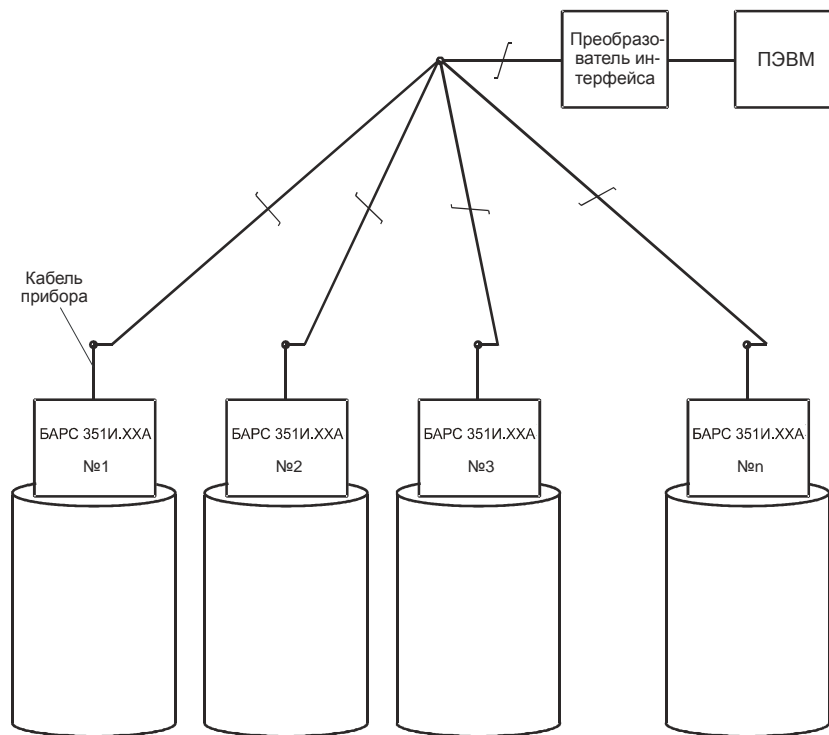 Преобразо-
ватель ин-
терфейса
ПЭВМ
Кабель
прибора
БАРС 351И.ХХА
№1
БАРС 351И.ХХА
№2
БАРС 351И.ХХА
№3
БАРС 351И.ХХА
№n